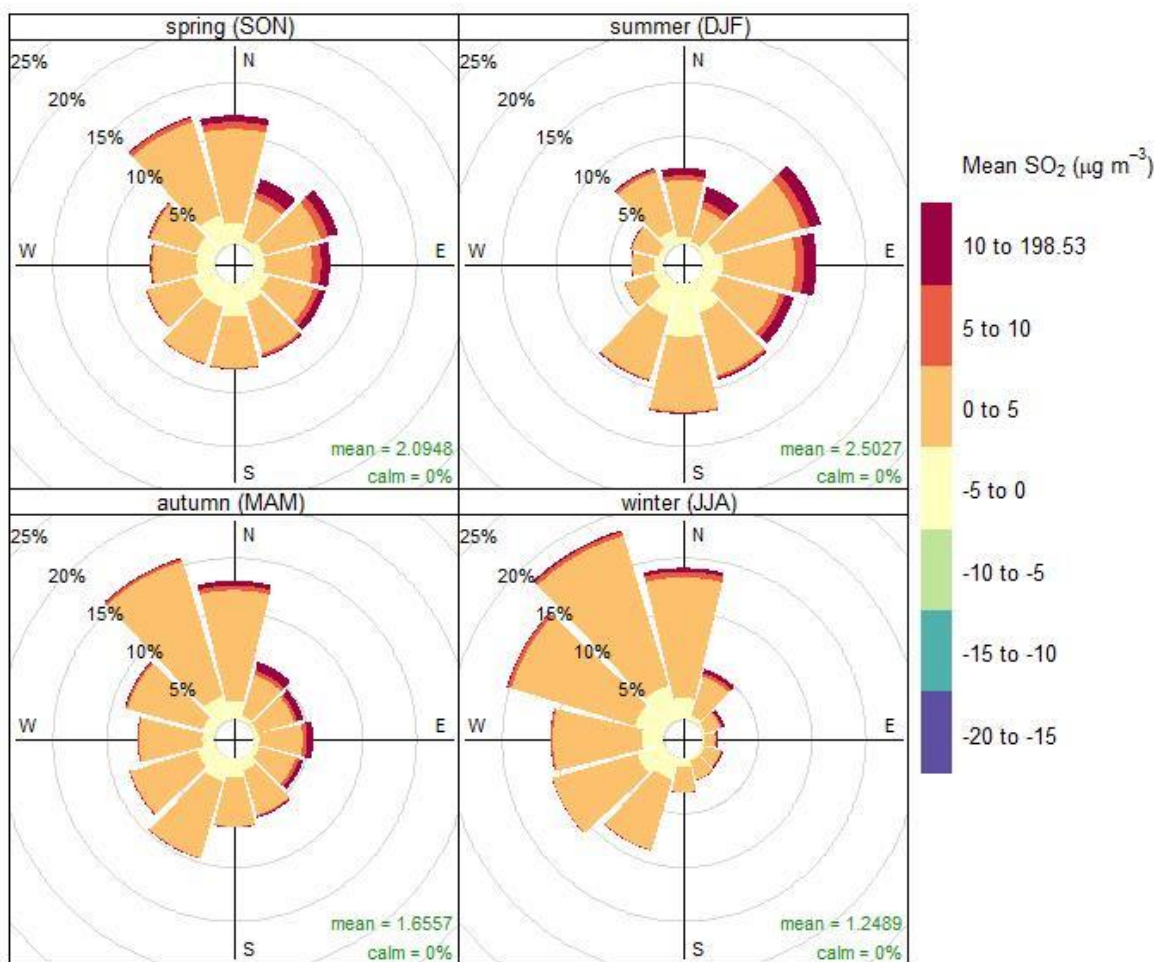 spring (SON)
25%
20%
15%
10%
5%
N
W
E
S
mean = 2.0948
calm = 0%
summer (DJF)
25%
20%
15%
10%
5%
N
W
E
S
mean = 2.5027
calm = 0%
autumn (MAM)
25%
20%
15%
10%
5%
N
W
E
S
mean = 1.6557
calm = 0%
winter (JJA)
25%
20%
15%
10%
5%
N
W
E
S
mean = 1.2489
calm = 0%
Mean SO₂ (μg m⁻³)
10 to 198.53
5 to 10
0 to 5
-5 to 0
-10 to -5
-15 to -10
-20 to -15